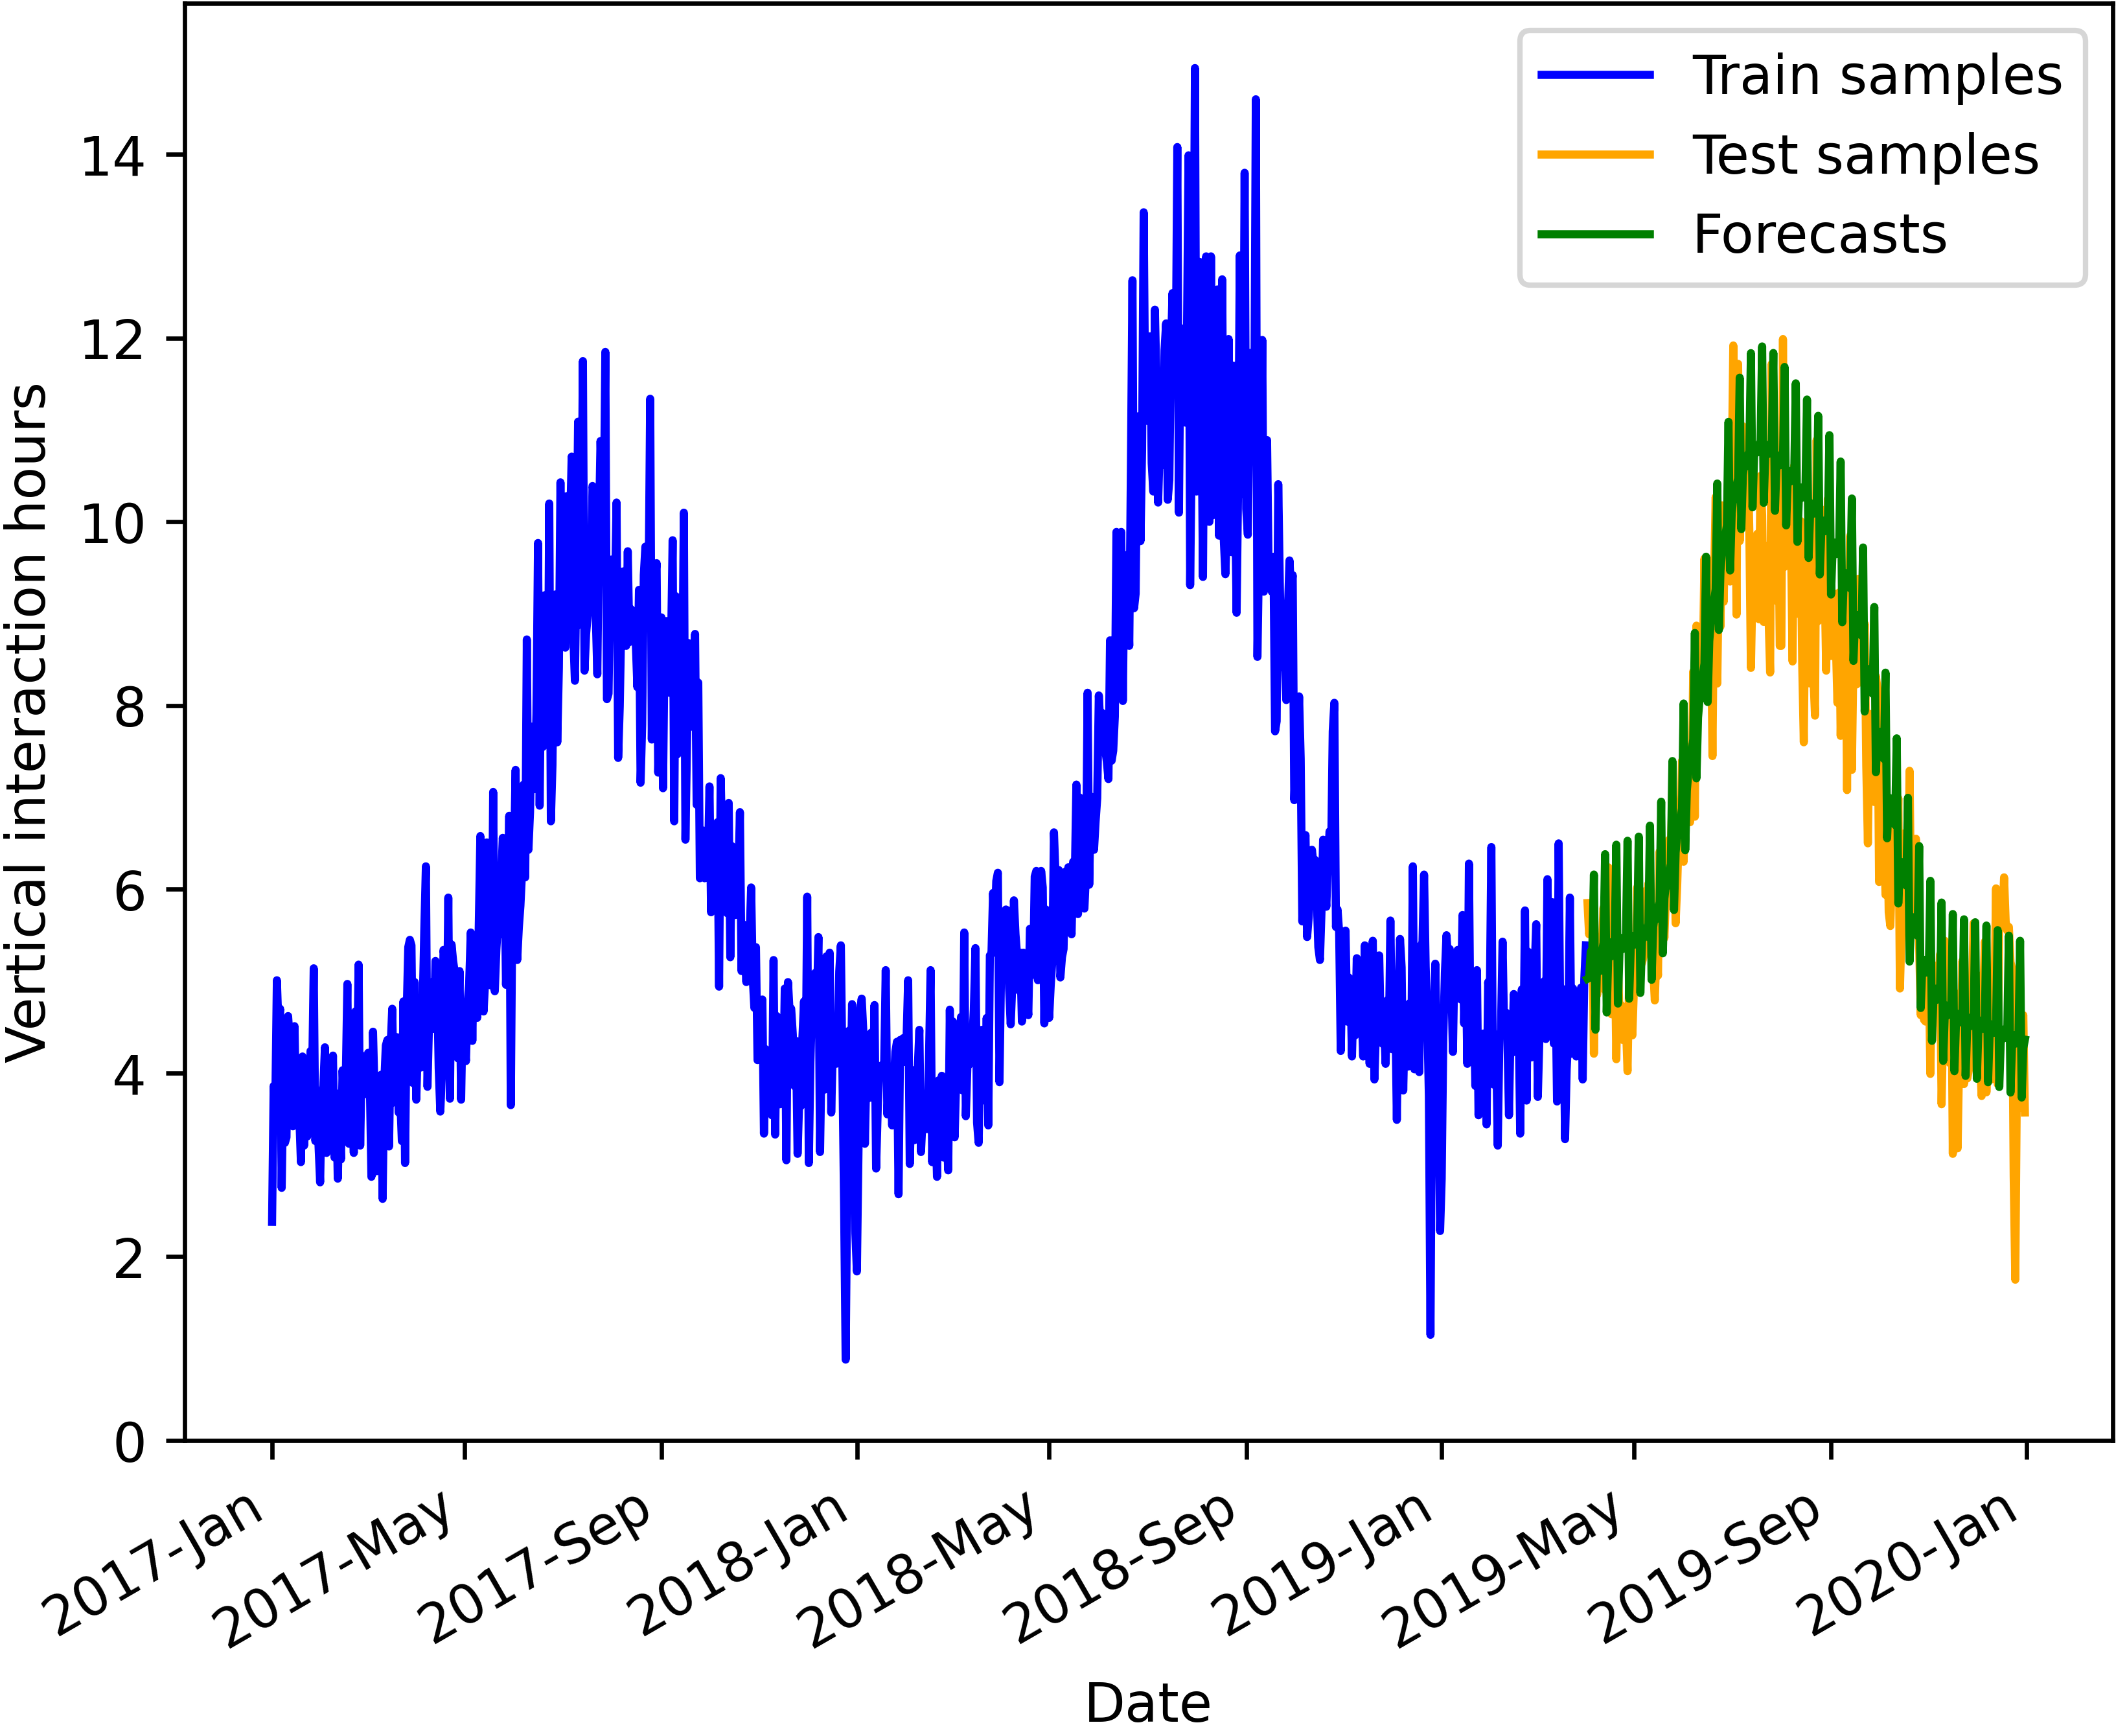 Train samples
Test samples
Forecasts
Vertical interaction hours
14
12
10
8
6
4
2
0
2017-Jan
2017-May
2017-Sep
2018-Jan
2018-May
2018-Sep
2019-Jan
2019-May
2019-Sep
2020-Jan
Date